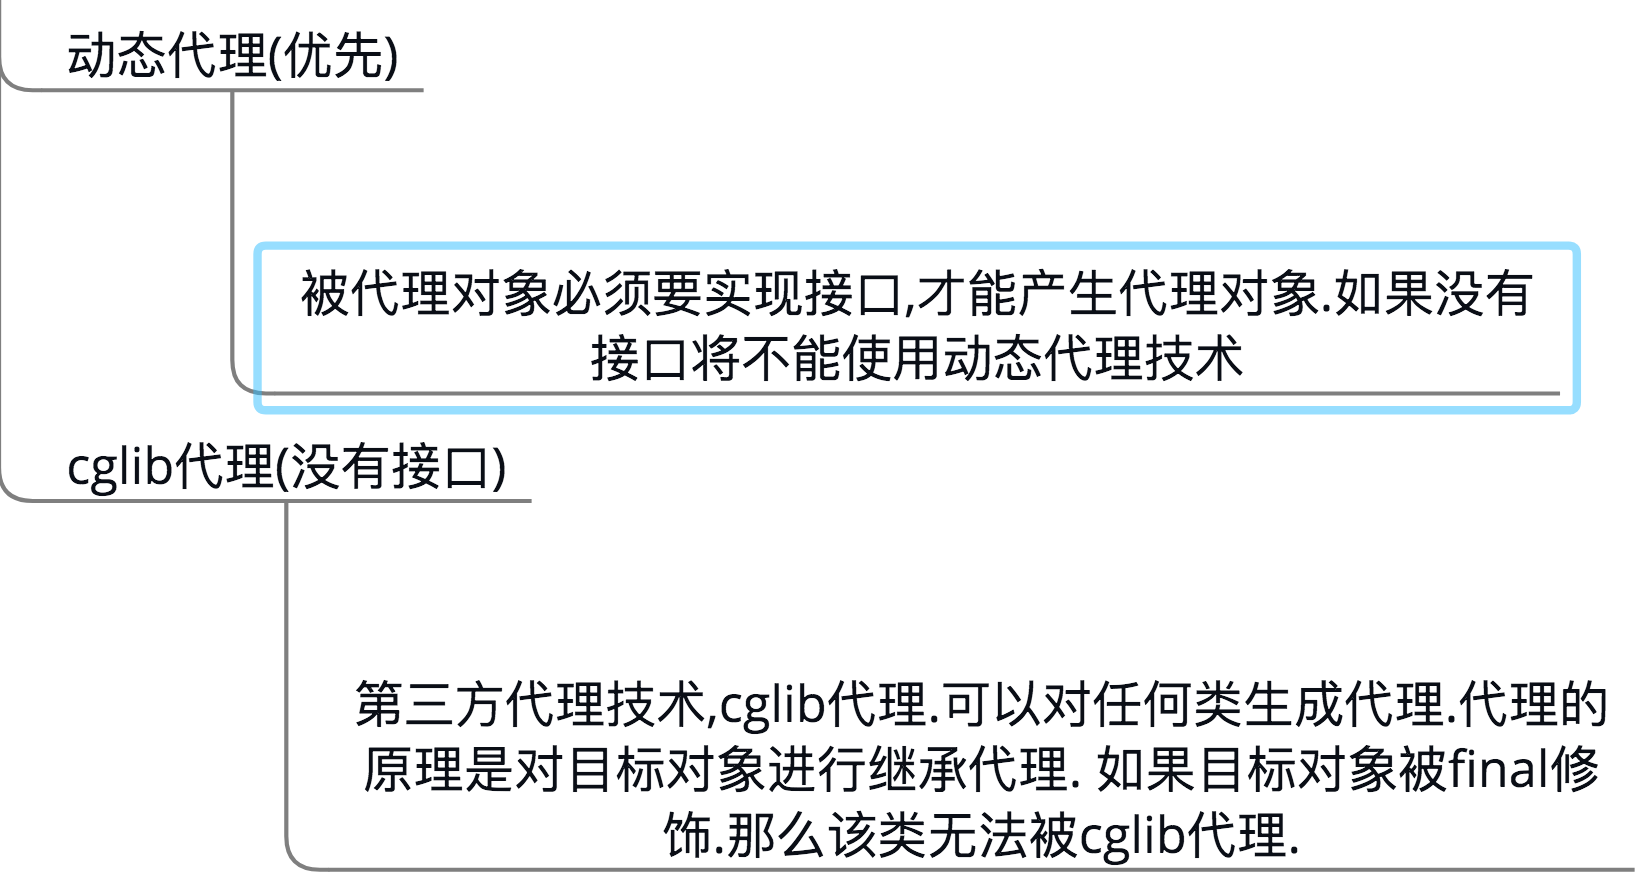 动态代理(优先)
被代理对象必须要实现接口,才能产生代理对象.如果没有
接口将不能使用动态代理技术
cglib代理(没有接口)
第三方代理技术,cglib代理.可以对任何类生成代理.代理的
原理是对目标对象进行继承代理. 如果目标对象被final修
饰.那么该类无法被cglib代理.